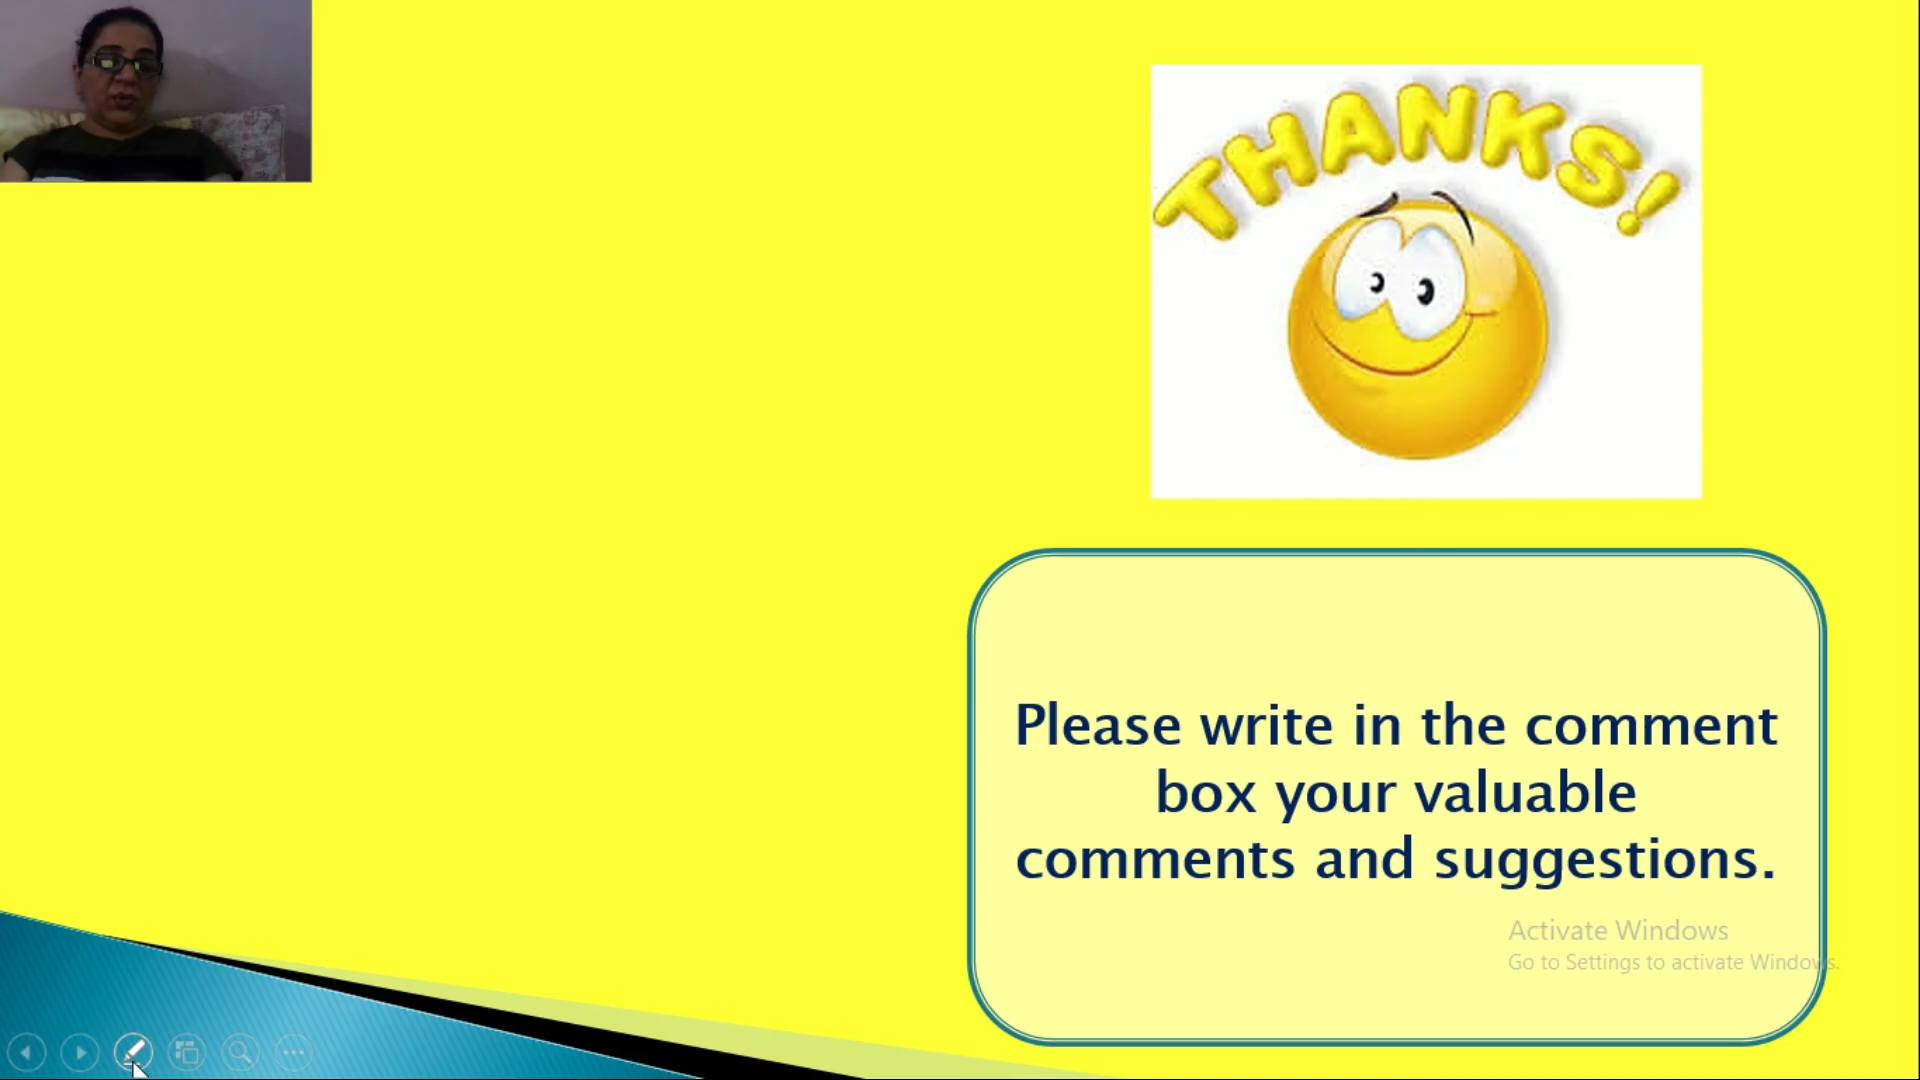 THANKS!
Please write in the comment
box your valuable
comments and suggestions.
Activate Windows
Go to Settings to activate Windows.